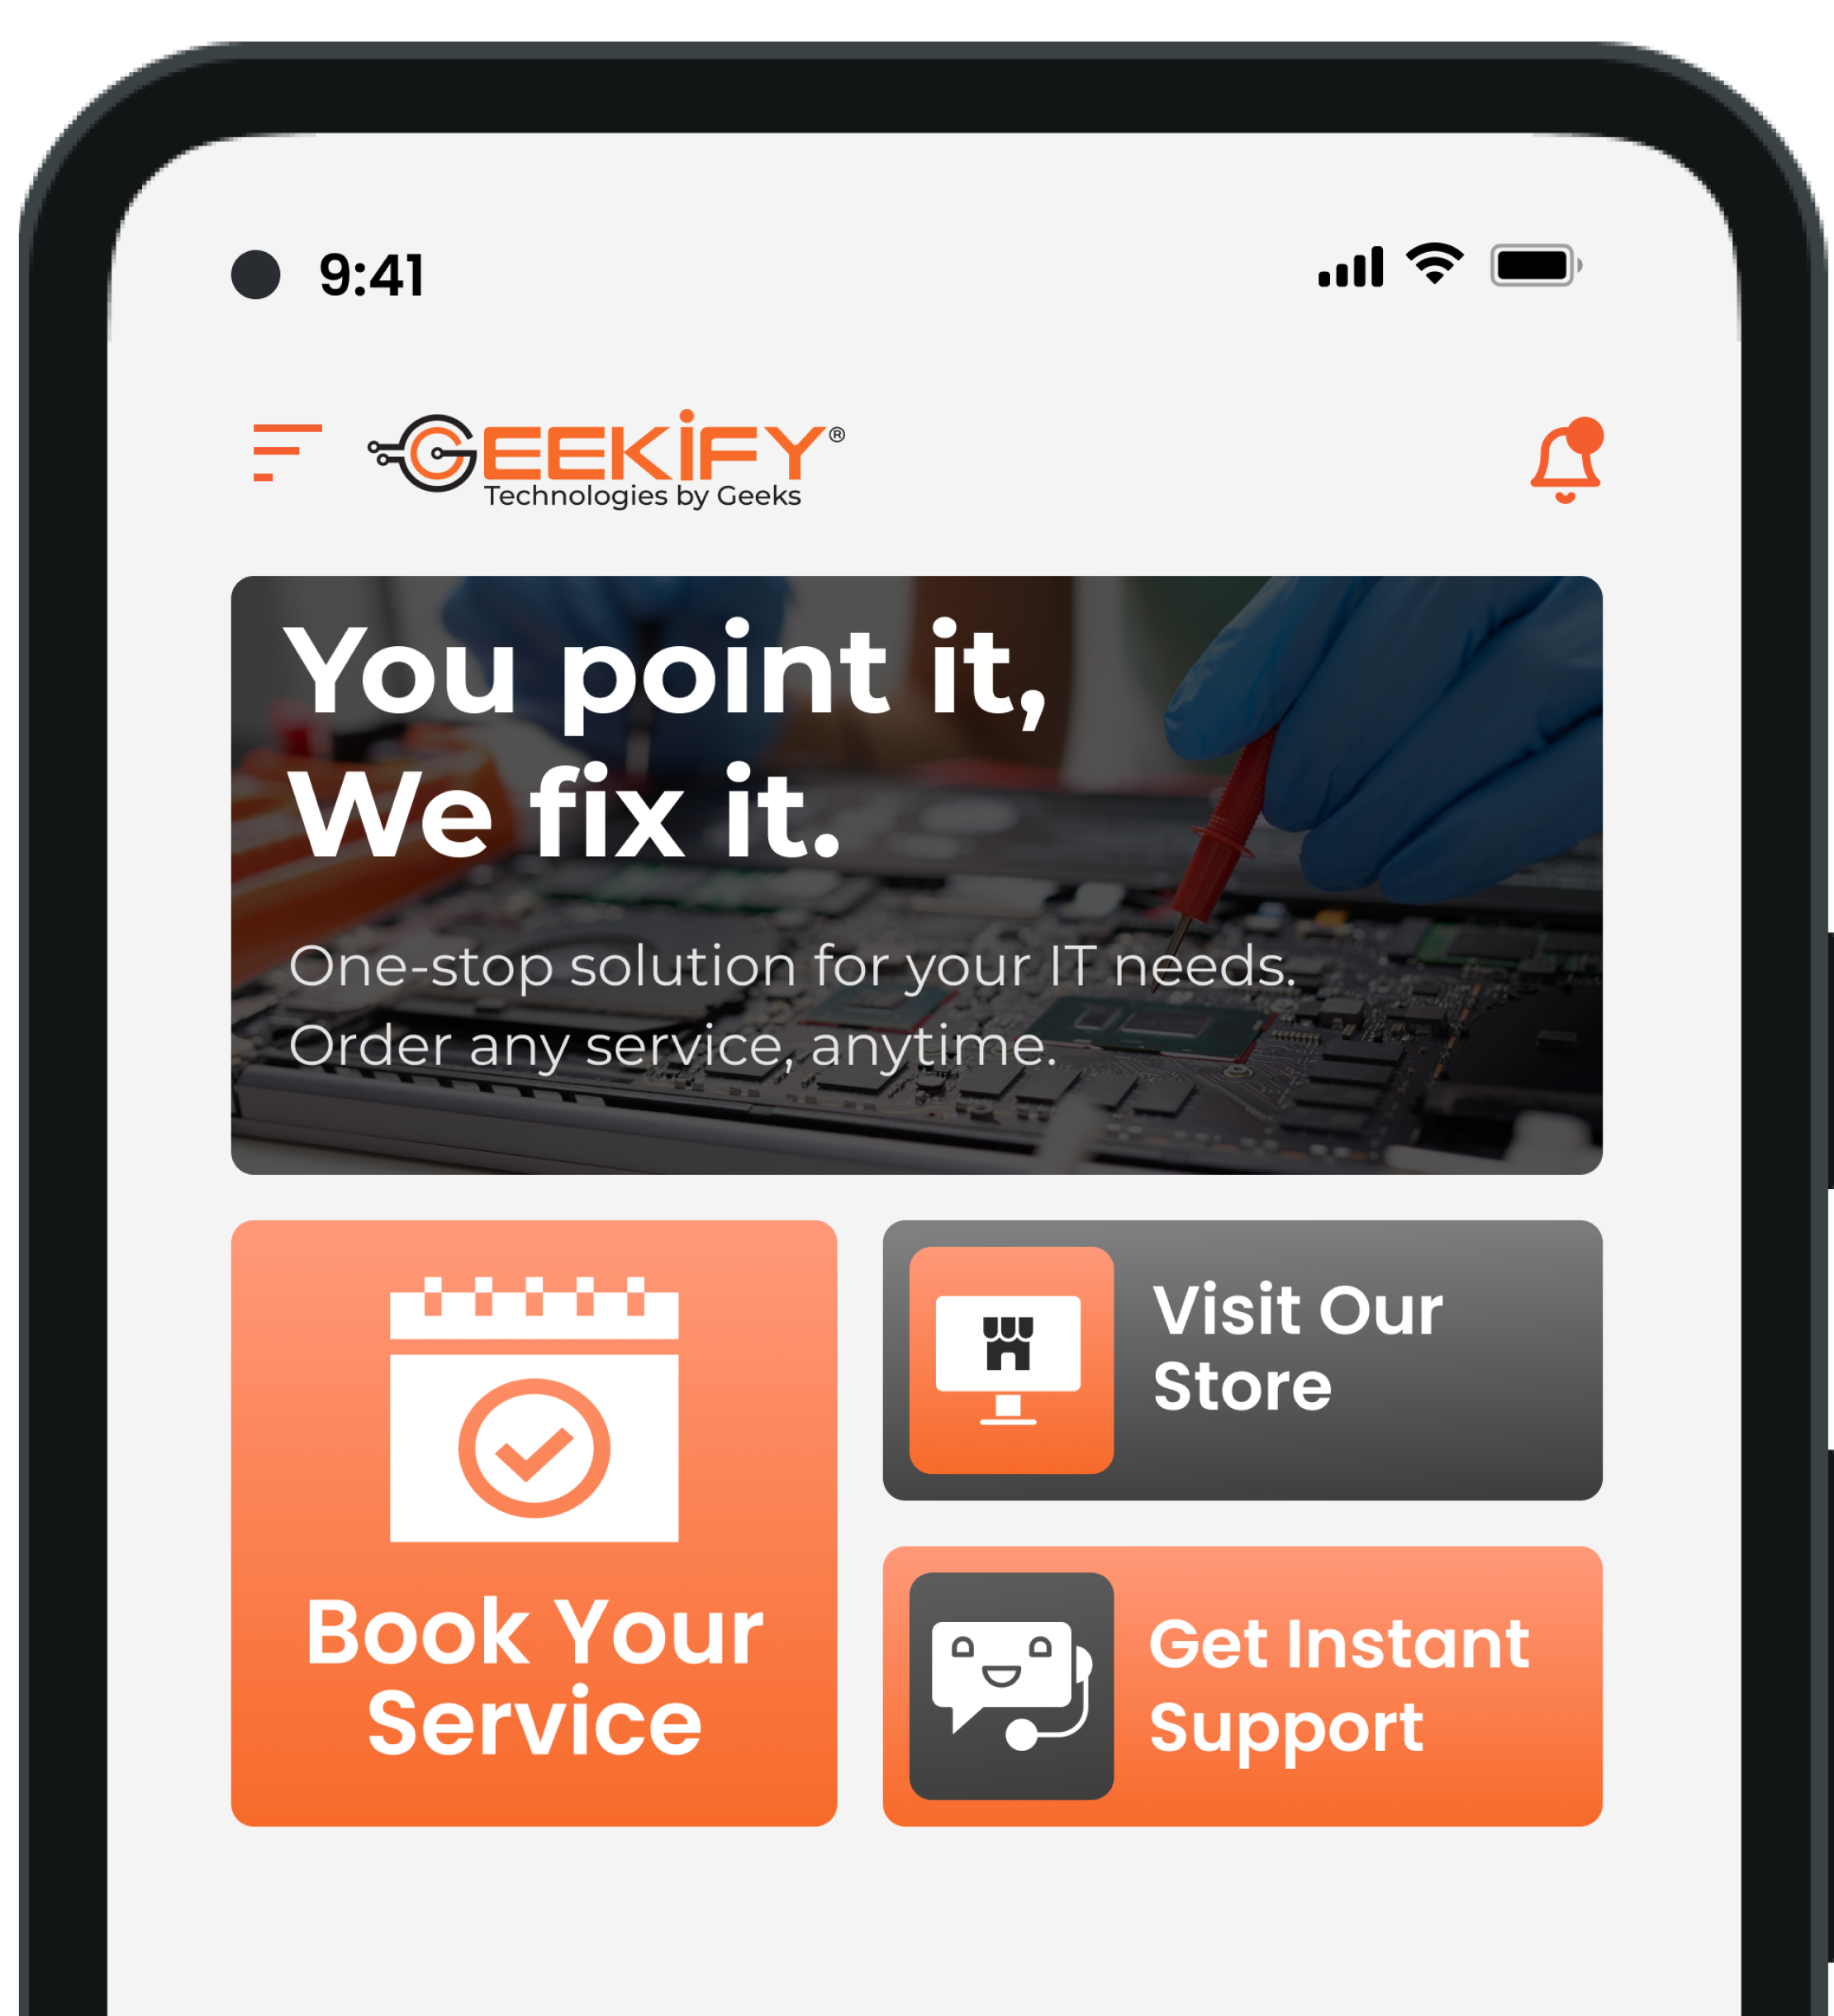 9:41
GEEKiFY®
Technologies by Geeks
You point it,
We fix it.
One-stop solution for your IT needs.
Order any service, anytime.
Visit Our
Store
Book Your
Service
Get Instant
Support